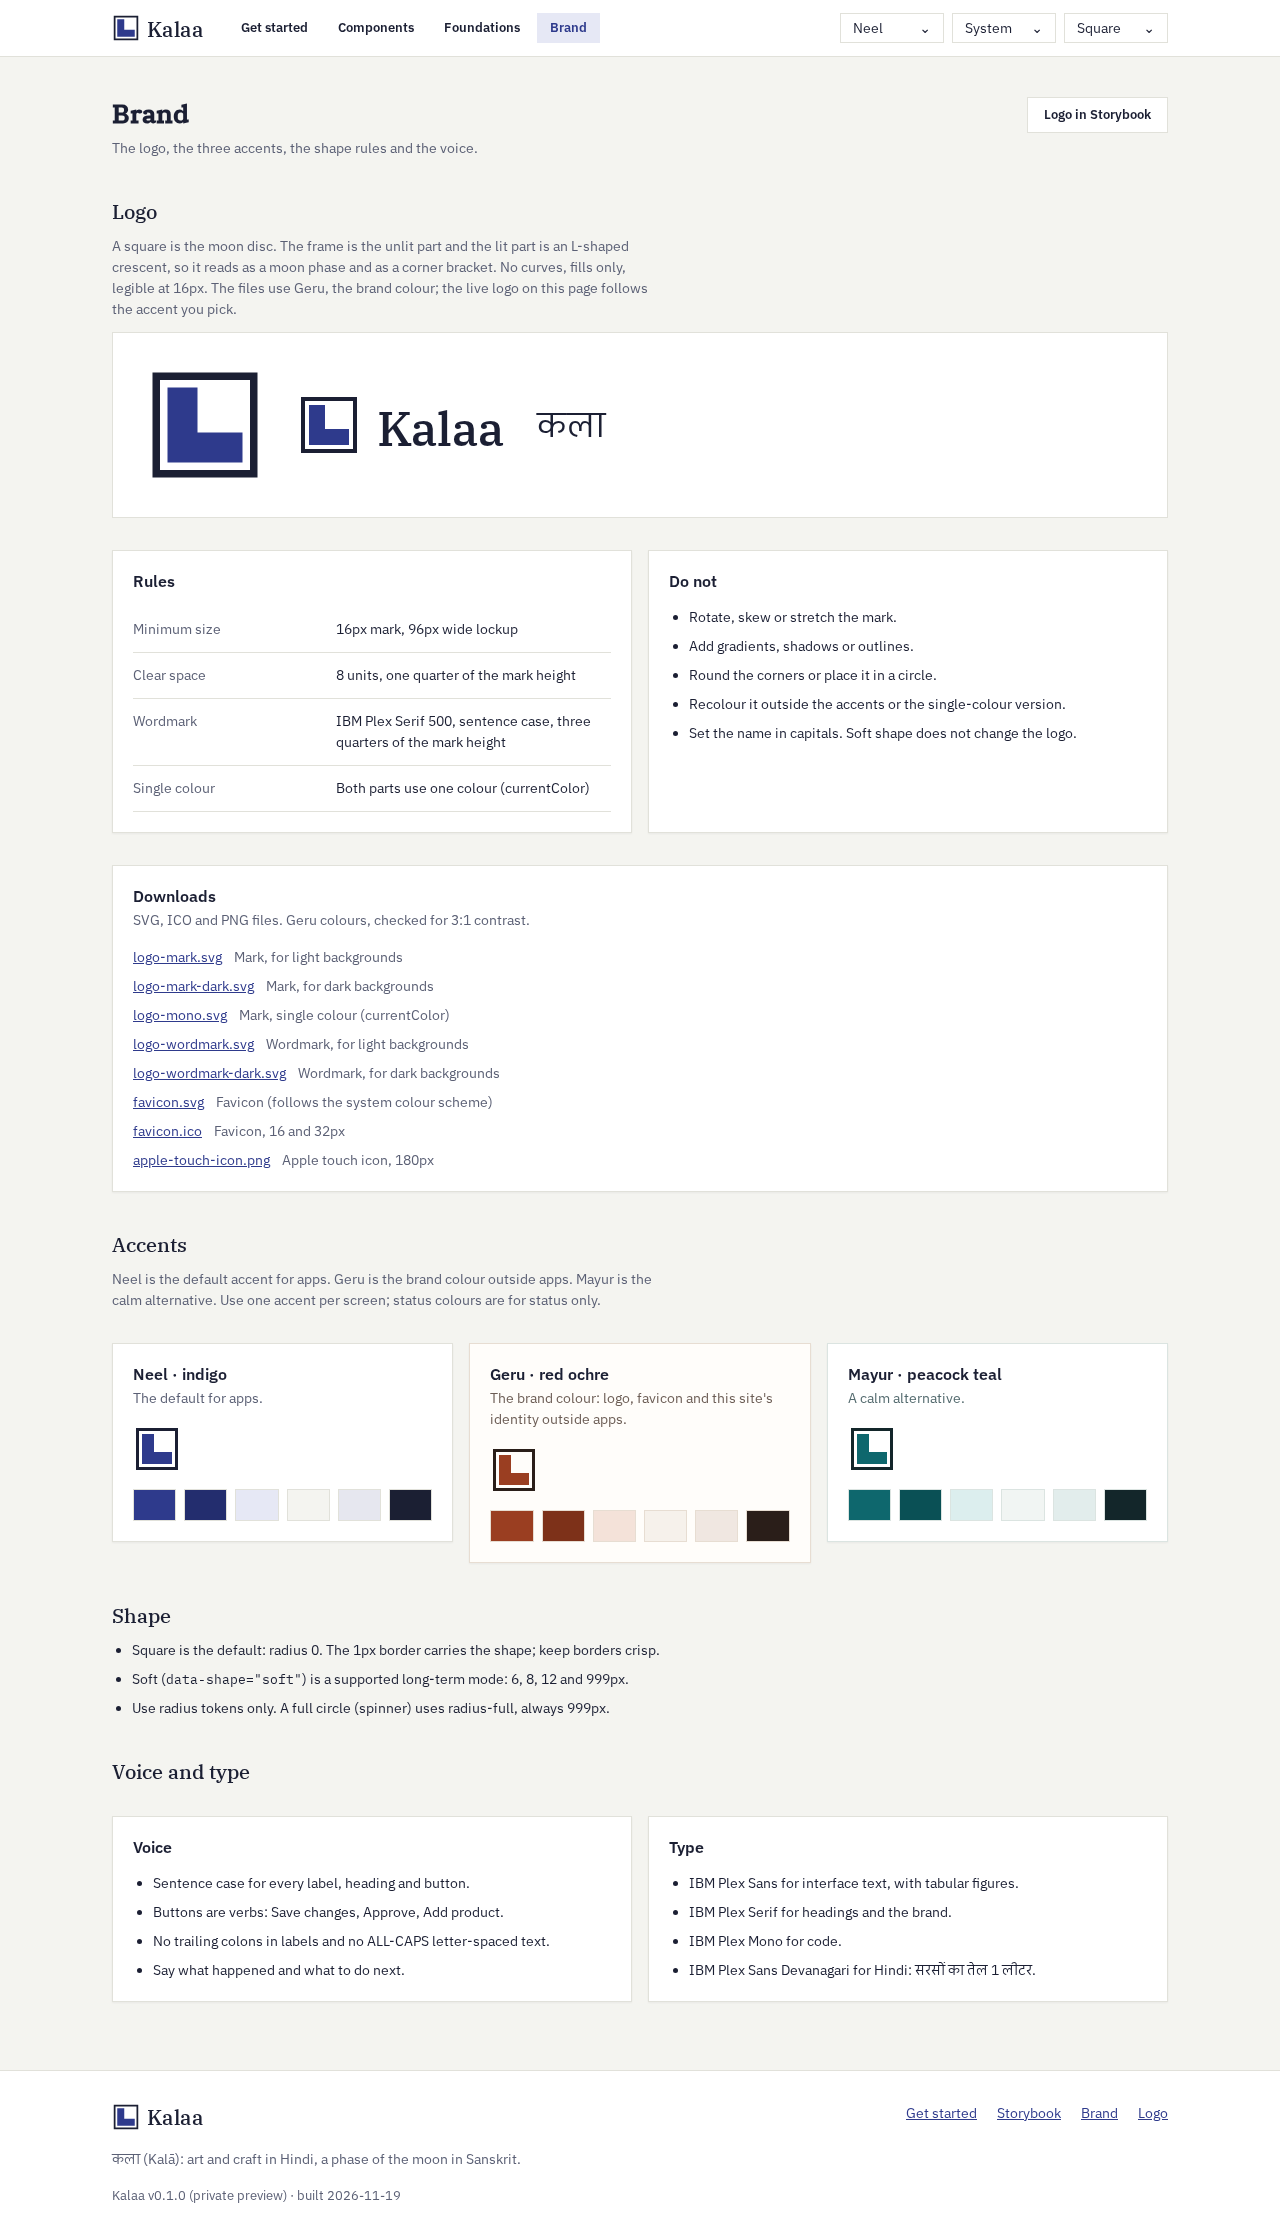 Kalaa
Get started
Components
Foundations
Brand
Neel
System
Square
Brand
Logo in Storybook
The logo, the three accents, the shape rules and the voice.
Logo
A square is the moon disc. The frame is the unlit part and the lit part is an L-shaped
crescent, so it reads as a moon phase and as a corner bracket. No curves, fills only,
legible at 16px. The files use Geru, the brand colour; the live logo on this page follows
the accent you pick.
Kalaa कला
Rules
Minimum size 16px mark, 96px wide lockup
Clear space 8 units, one quarter of the mark height
Wordmark IBM Plex Serif 500, sentence case, three
quarters of the mark height
Single colour Both parts use one colour (currentColor)
Do not
Rotate, skew or stretch the mark.
Add gradients, shadows or outlines.
Round the corners or place it in a circle.
Recolour it outside the accents or the single-colour version.
Set the name in capitals. Soft shape does not change the logo.
Downloads
SVG, ICO and PNG files. Geru colours, checked for 3:1 contrast.
logo-mark.svg Mark, for light backgrounds
logo-mark-dark.svg Mark, for dark backgrounds
logo-mono.svg Mark, single colour (currentColor)
logo-wordmark.svg Wordmark, for light backgrounds
logo-wordmark-dark.svg Wordmark, for dark backgrounds
favicon.svg Favicon (follows the system colour scheme)
favicon.ico Favicon, 16 and 32px
apple-touch-icon.png Apple touch icon, 180px
Accents
Neel is the default accent for apps. Geru is the brand colour outside apps. Mayur is the
calm alternative. Use one accent per screen; status colours are for status only.
Neel · indigo
The default for apps.
Geru · red ochre
The brand colour: logo, favicon and this site's
identity outside apps.
Mayur · peacock teal
A calm alternative.
Shape
Square is the default: radius 0. The 1px border carries the shape; keep borders crisp.
Soft (data-shape="soft") is a supported long-term mode: 6, 8, 12 and 999px.
Use radius tokens only. A full circle (spinner) uses radius-full, always 999px.
Voice and type
Voice
Sentence case for every label, heading and button.
Buttons are verbs: Save changes, Approve, Add product.
No trailing colons in labels and no ALL-CAPS letter-spaced text.
Say what happened and what to do next.
Type
IBM Plex Sans for interface text, with tabular figures.
IBM Plex Serif for headings and the brand.
IBM Plex Mono for code.
IBM Plex Sans Devanagari for Hindi: सरसों का तेल 1 लीटर.
Kalaa
Get started
Storybook
Brand
Logo
कला (Kalā): art and craft in Hindi, a phase of the moon in Sanskrit.
Kalaa v0.1.0 (private preview) · built 2026-11-19